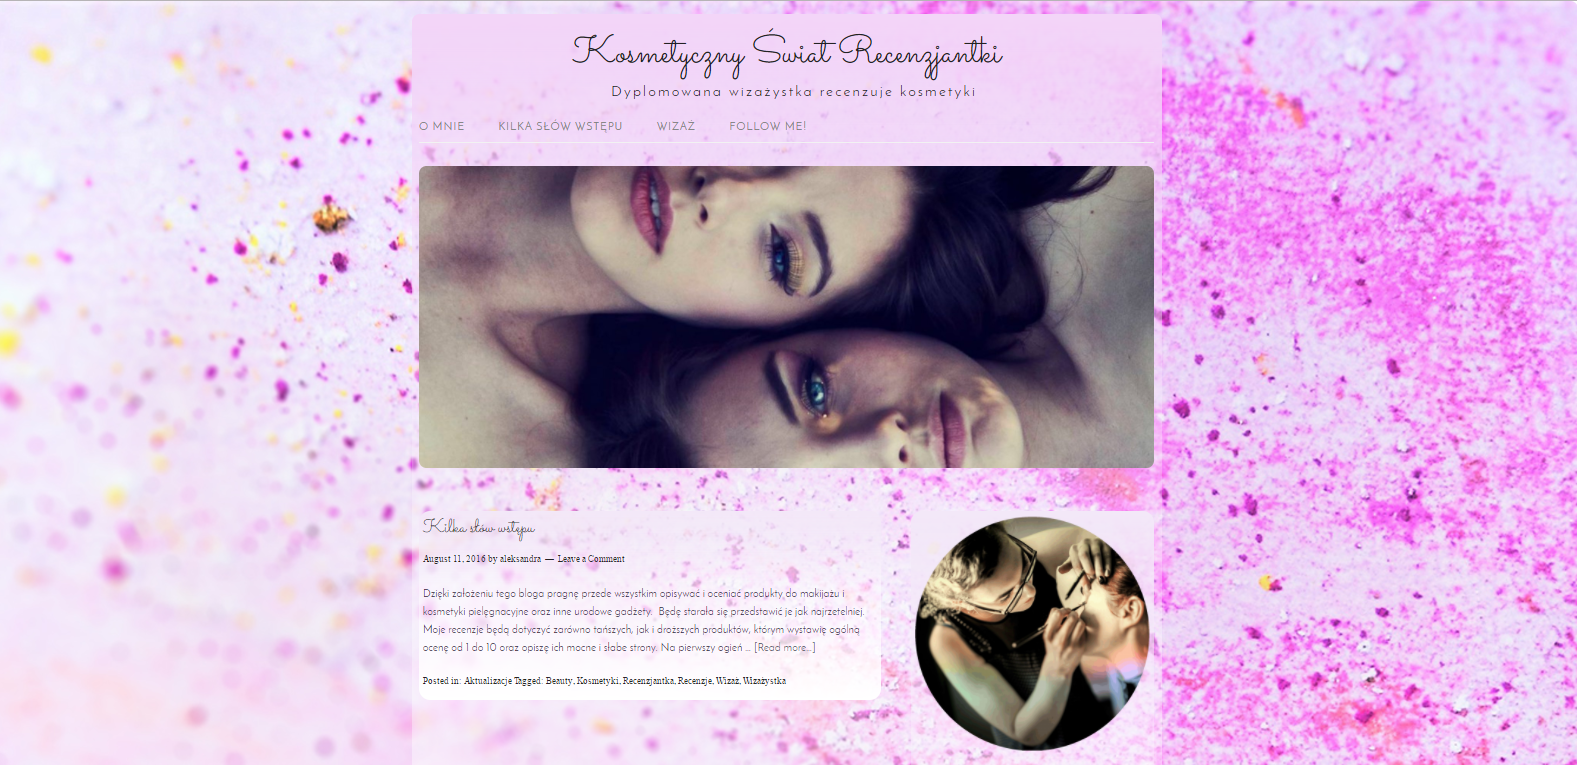 Kosmetyczny Świat Recenzjantki
Dyplomowana wizażystka recenzuje kosmetyki
O MNIE KILKA SŁÓW WSTĘPU WIZAŻ FOLLOW ME!
Kilka słów wstępu
August 11, 2016 by aleksandra — Leave a Comment
Dzięki założeniu tego bloga pragnę przede wszystkim opisywać i oceniać produkty do makijażu i
kosmetyki pielęgnacyjne oraz inne urodowe gadżety. Będę starała się przedstawić je jak najrzetelniej.
Moje recenzje będą dotyczyć zarówno tańszych, jak i droższych produktów, którym wystawię ogólną
ocenę od 1 do 10 oraz opiszę ich mocne i słabe strony. Na pierwszy ogień ... [Read more...]
Posted in: Aktualizacje Tagged: Beauty, Kosmetyki, Recenzjantka, Recenzje, Wizaż, Wizażystka